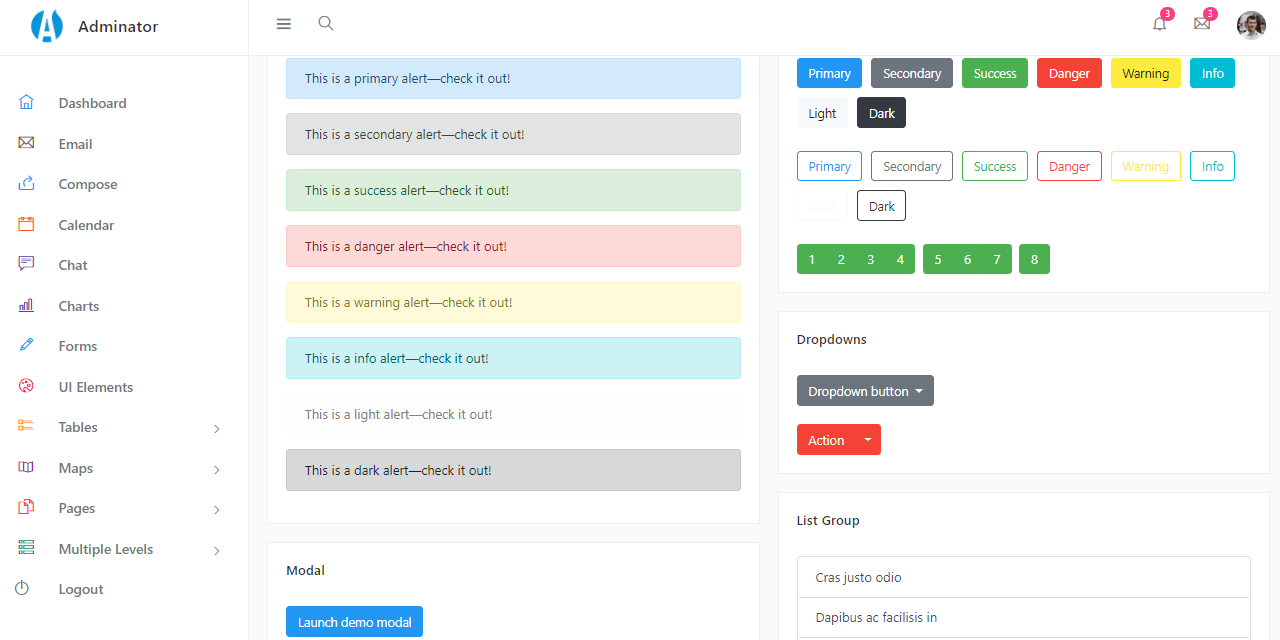 Adminator
3
3
Dashboard
Email
Compose
Calendar
Chat
Charts
Forms
UI Elements
Tables
Maps
Pages
Multiple Levels
Logout
This is a primary alert—check it out!
This is a secondary alert—check it out!
This is a success alert—check it out!
This is a danger alert—check it out!
This is a warning alert—check it out!
This is a info alert—check it out!
This is a light alert—check it out!
This is a dark alert—check it out!
Modal
Launch demo modal
Primary Secondary Success Danger Warning Info
Light Dark
Primary Secondary Success Danger Warning Info
Light Dark
1 2 3 4 5 6 7 8
Dropdowns
Dropdown button
Action
List Group
Cras justo odio
Dapibus ac facilisis in